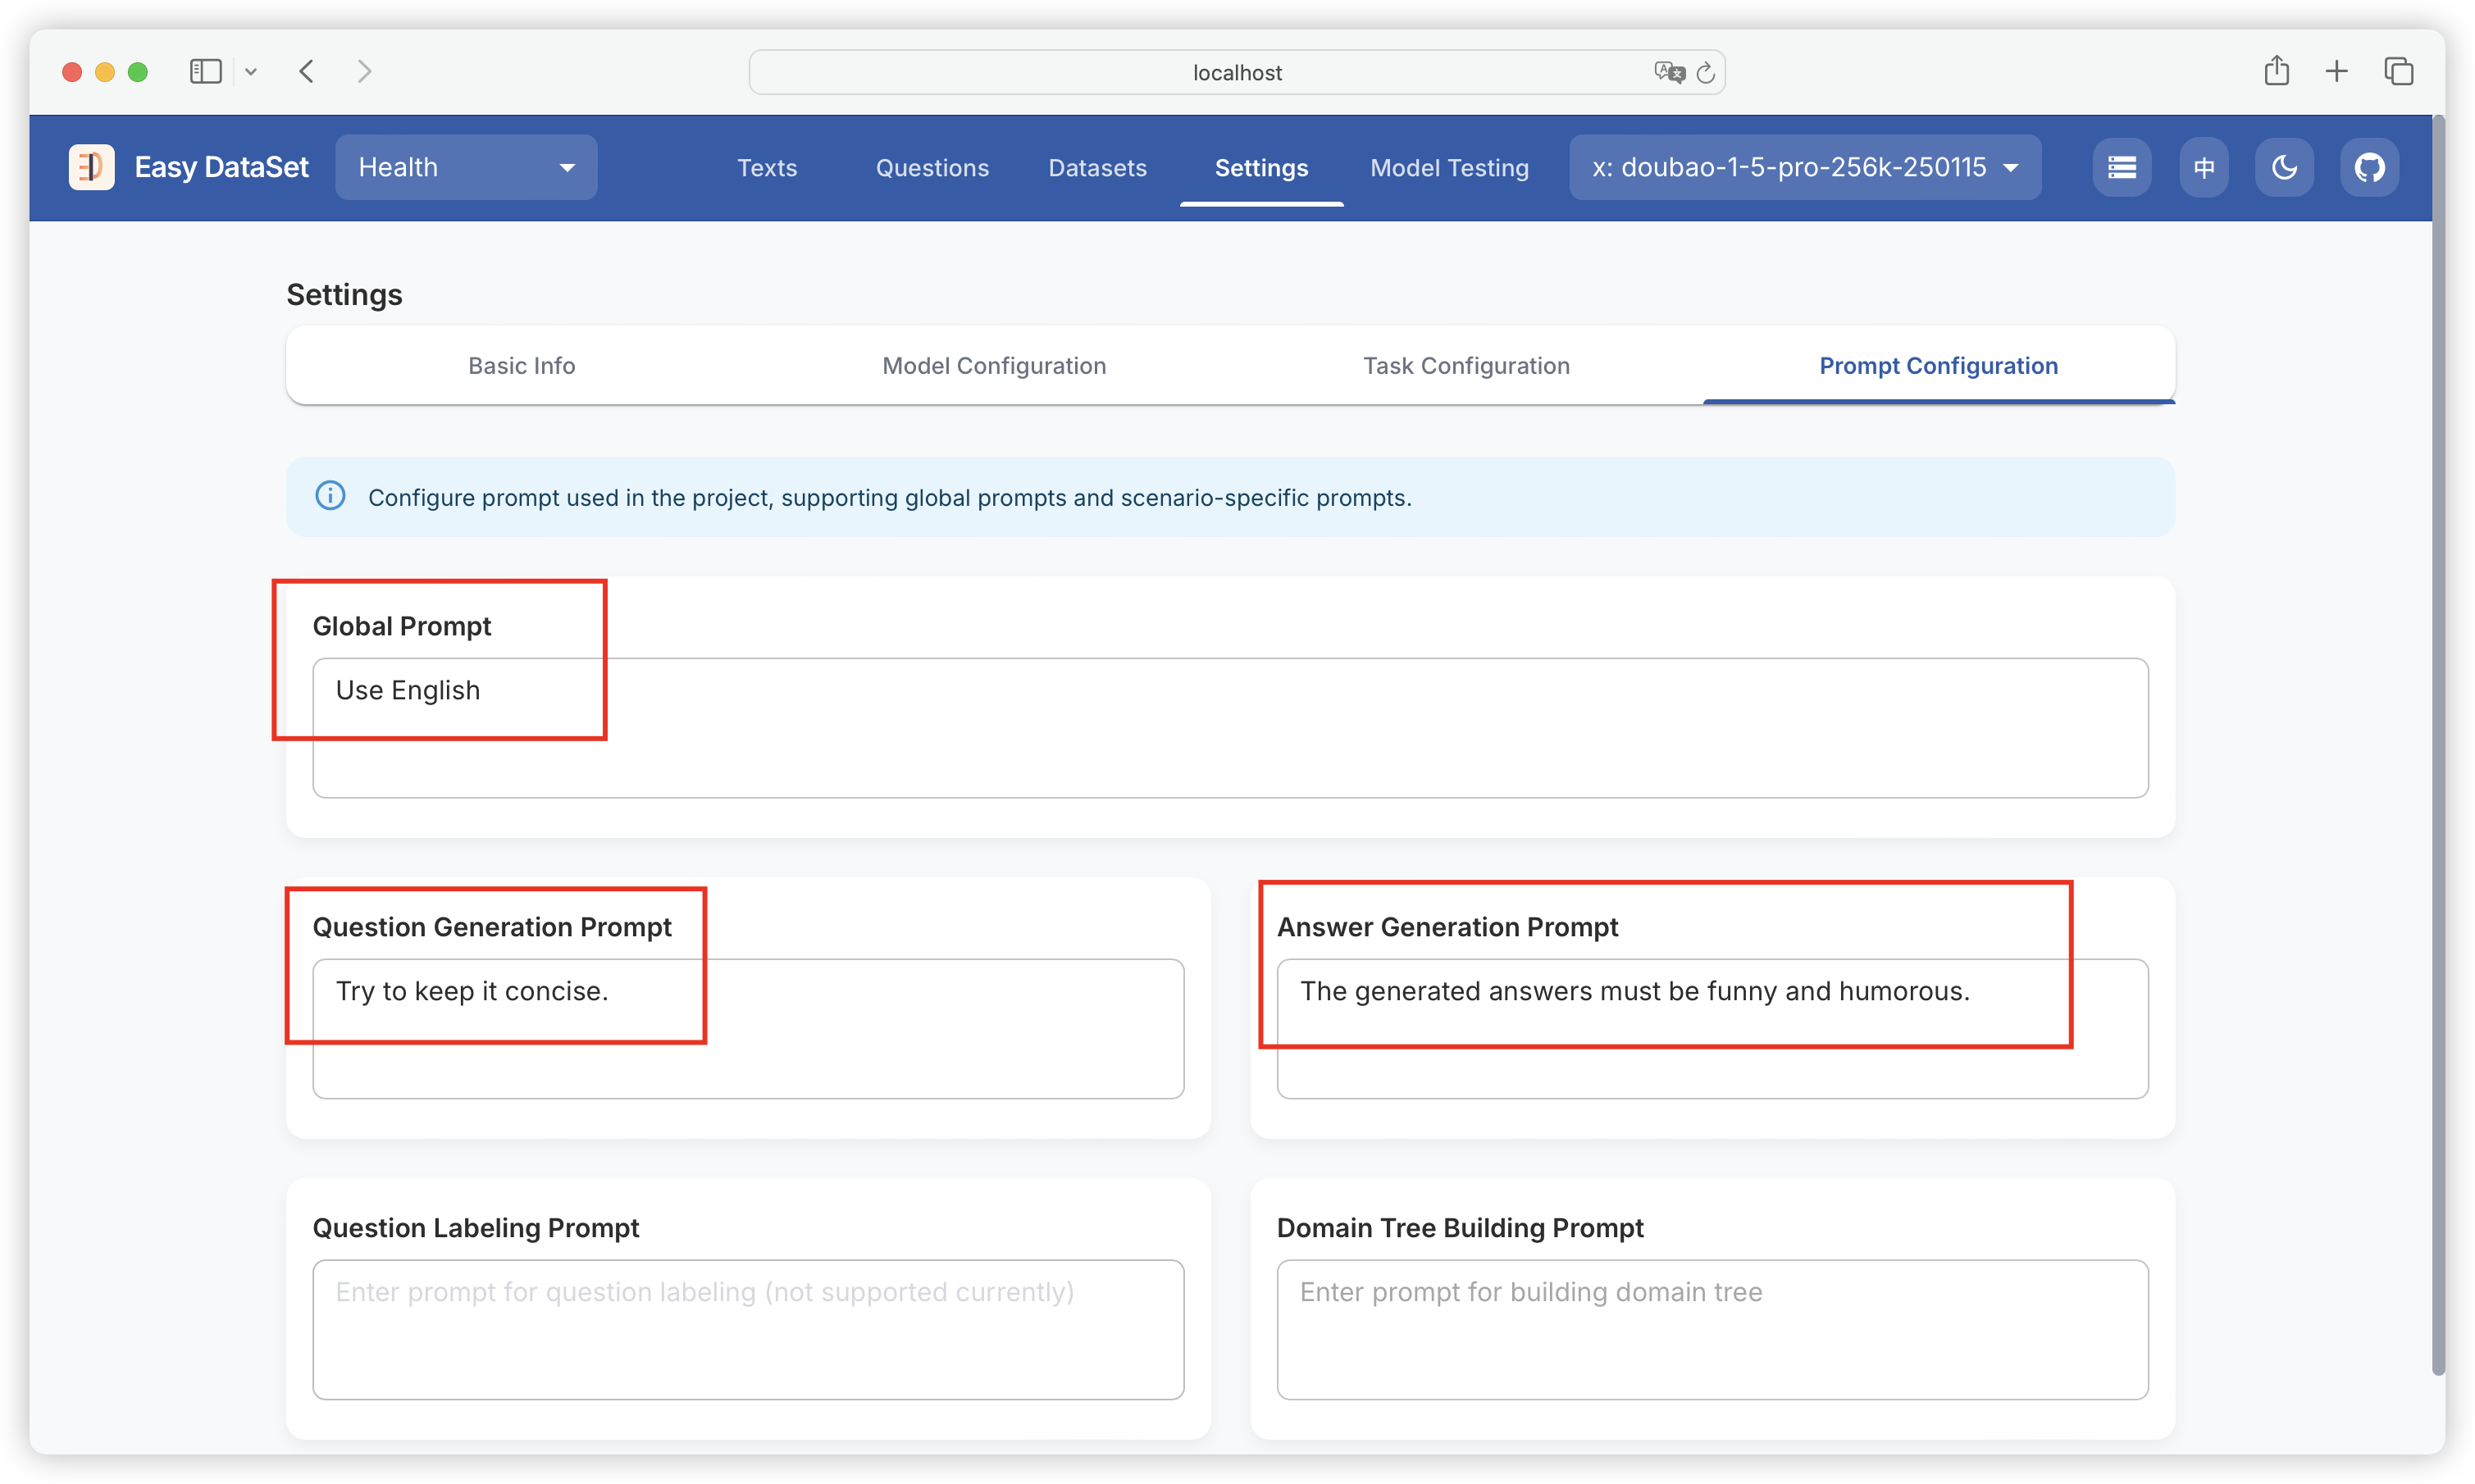 localhost
Easy DataSet
Health
Texts
Questions
Datasets
Settings
Model Testing
x: doubao-1-5-pro-256k-250115
中
Settings
Basic Info
Model Configuration
Task Configuration
Prompt Configuration
Configure prompt used in the project, supporting global prompts and scenario-specific prompts.
Global Prompt
Use English
Question Generation Prompt
Try to keep it concise.
Answer Generation Prompt
The generated answers must be funny and humorous.
Question Labeling Prompt
Enter prompt for question labeling (not supported currently)
Domain Tree Building Prompt
Enter prompt for building domain tree